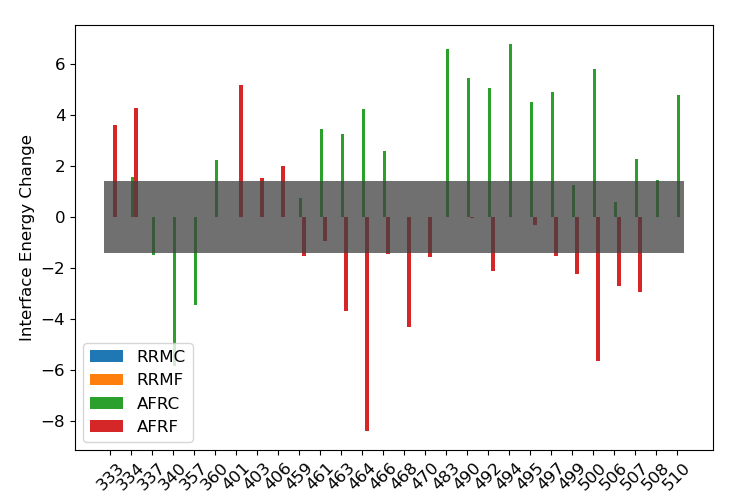 Interface Energy Change
6
4
2
0
−2
−4
−6
−8
RRMC
RRMF
AFRC
AFRF
333 334 337 340 357 360 401 403 406 459 461 463 464 466 468 470 483 490 492 494 495 497 499 500 506 507 508 510